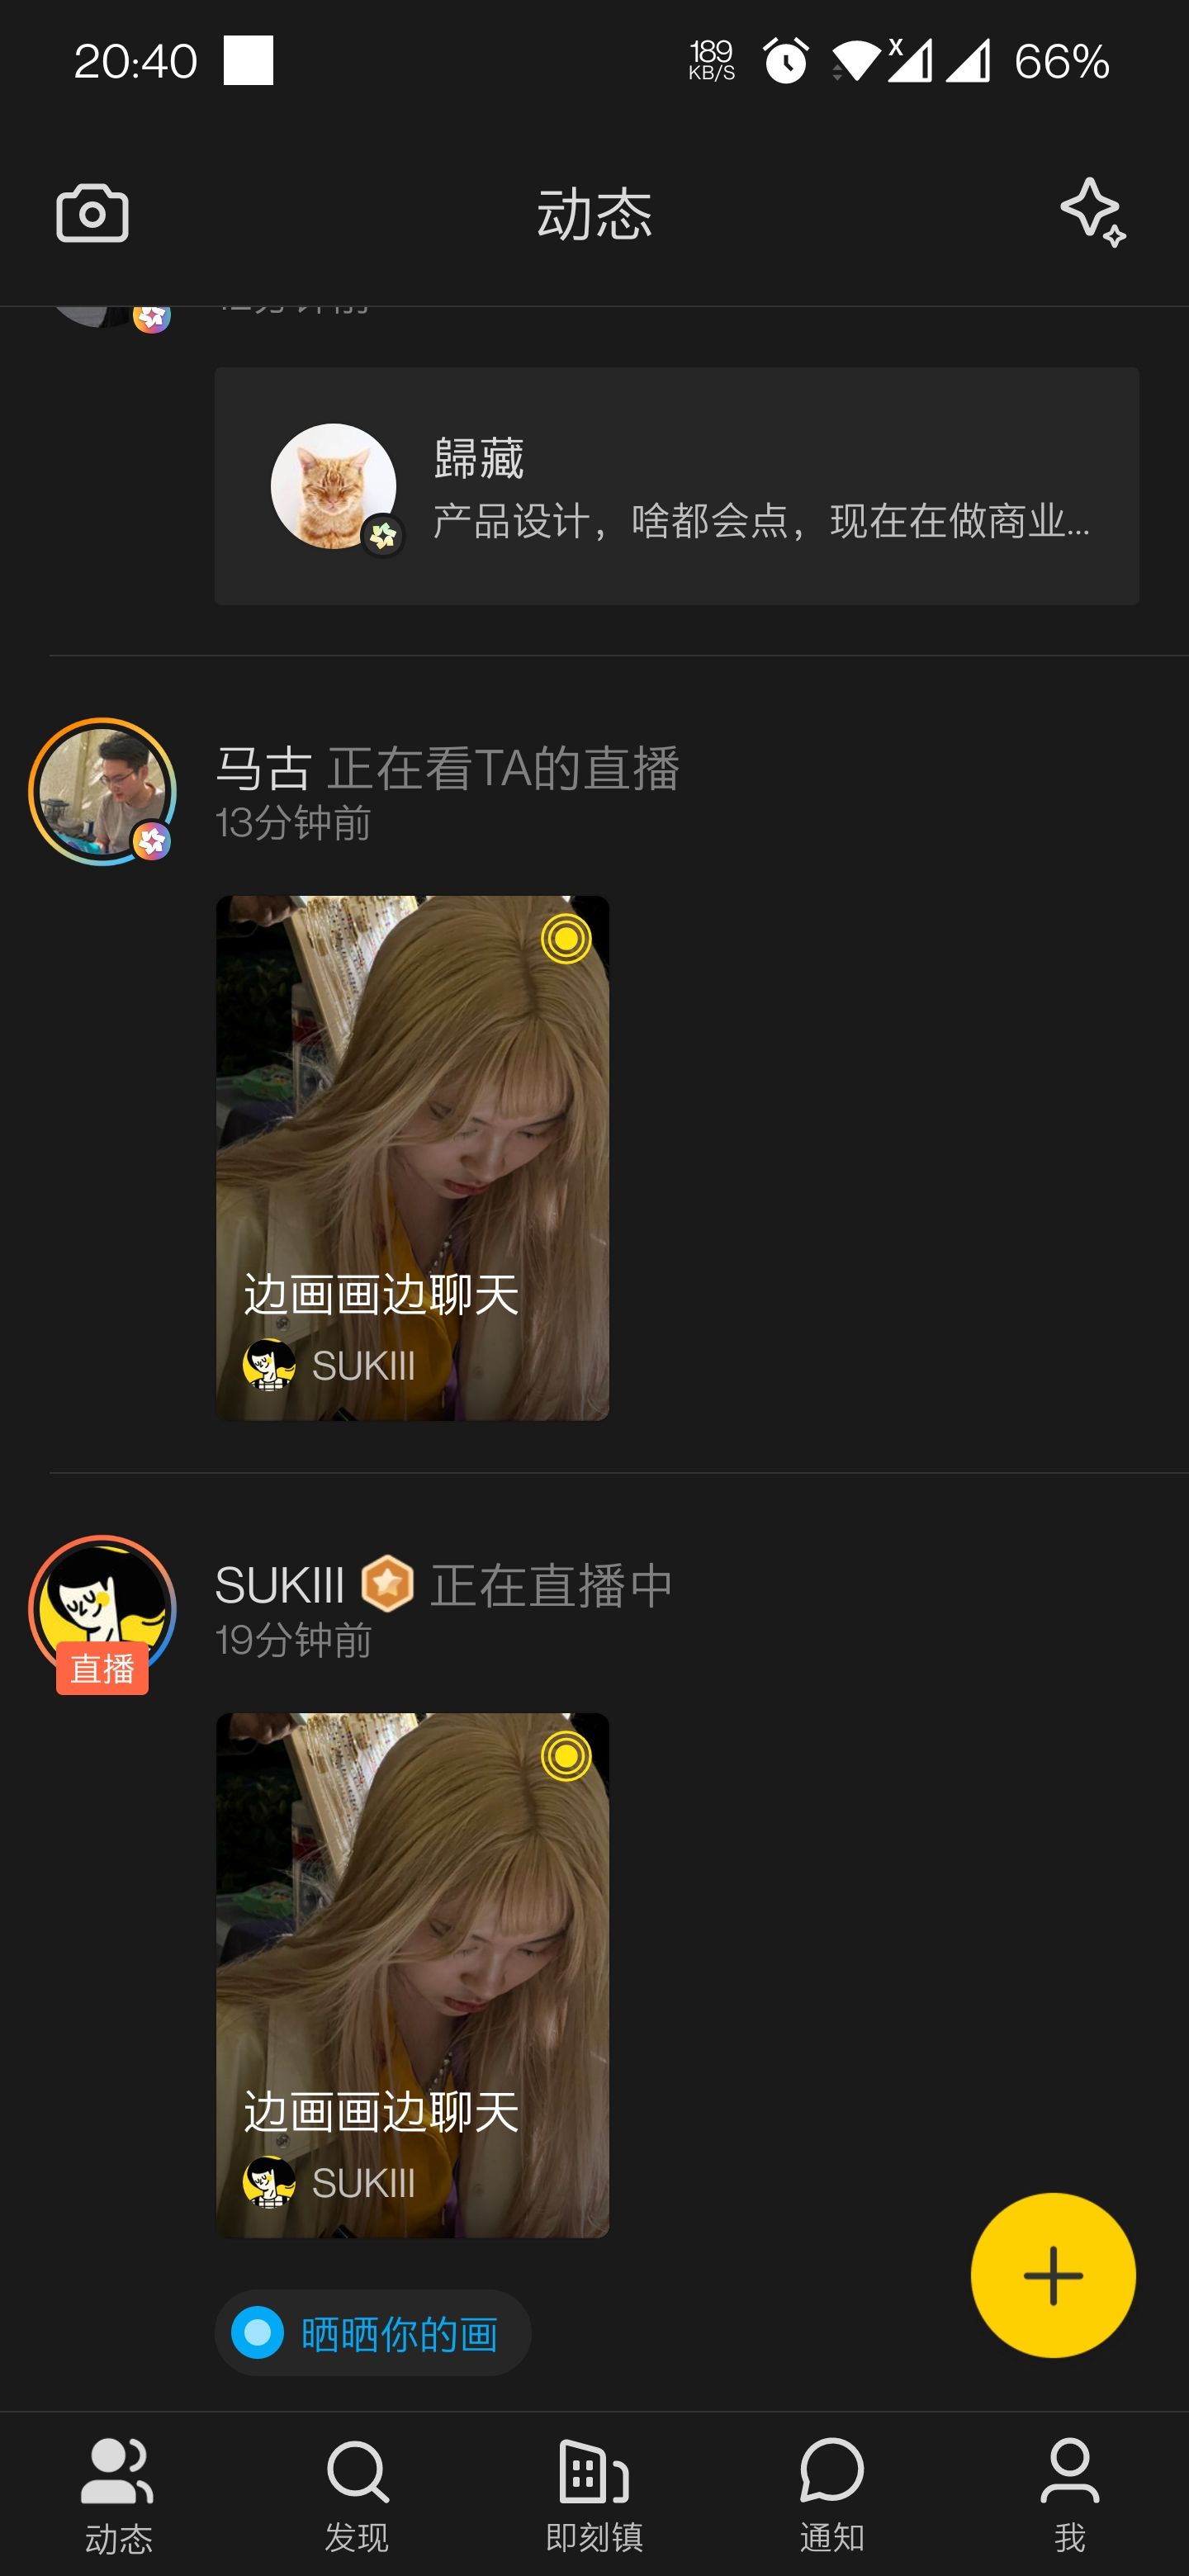 20:40
189
KB/S
66%
动态
歸藏
产品设计，啥都会点，现在在做商业...
马古 正在看TA的直播
13分钟前
边画画边聊天
SUKIII
SUKIII 正在直播中
19分钟前
直播
边画画边聊天
SUKIII
晒晒你的画
动态
发现
即刻镇
通知
我